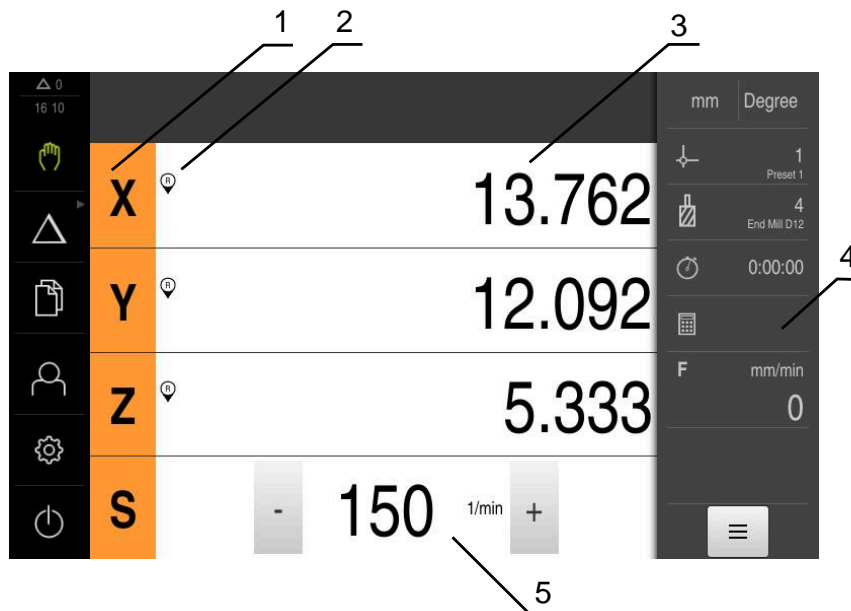 1 2 3
0
16 10
mm Degree
X R 13.762
1
Preset 1
4
End Mill D12
Y R 12.092
0:00:00
4
Z R 5.333
F mm/min
0
S - 150 1/min +
5